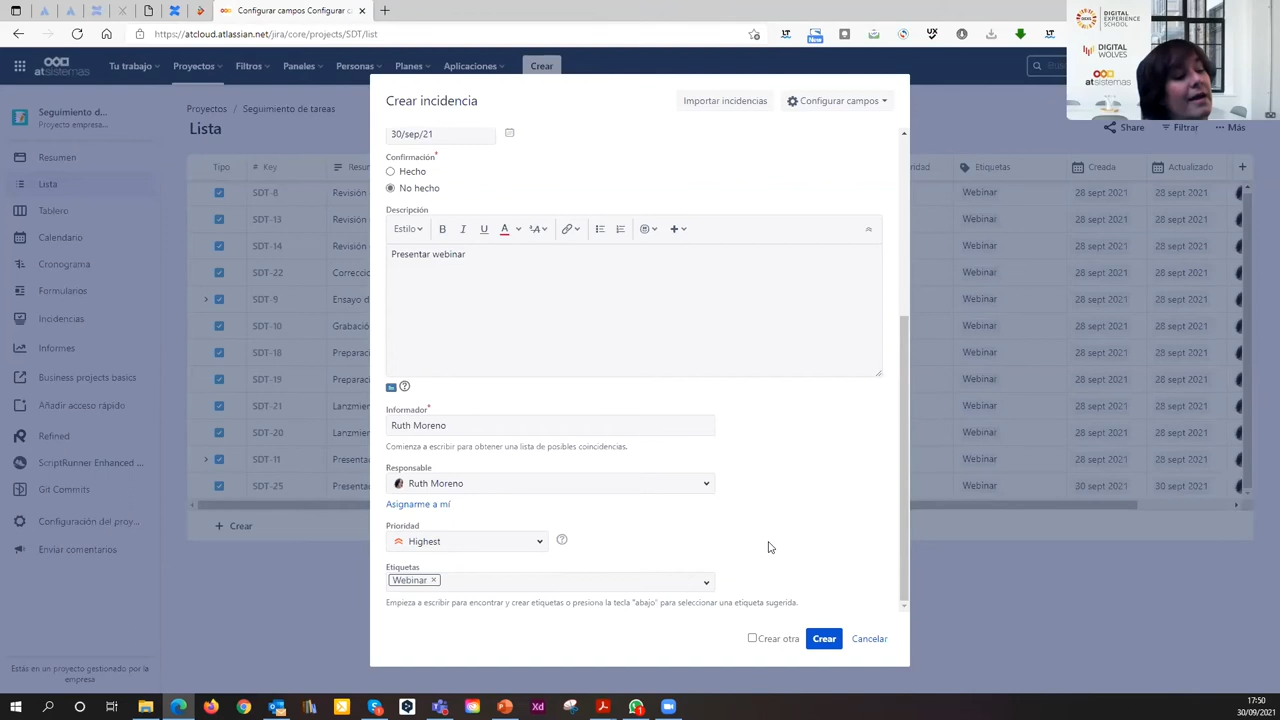 Configurar campos Configurar c
https://atcloud.atlassian.net/jira/core/projects/SDT/list
New
DIGITAL
EXPERIENCE
SCHOOL
DIGITAL
WOLVES
atsistemas
atsistemas
Tu trabajo
Proyectos
Filtros
Paneles
Personas
Planes
Aplicaciones
Crear
Seguimiento d...
Proyecto empresa...
Resumen
Lista
Tablero
Calendario
Cronograma
Formularios
Incidencias
Informes
Business projects basics
Añadir acceso rápido
Refined
ScriptRunner Enhanced ...
Git Commits
Configuración del proy...
Enviar comentarios
Estás en un proyecto gestionado por la
empresa
Proyectos / Seguimiento de tareas
Lista
Share Filtrar Más
Tipo Key Resu
Etiquetas Creada Actualizado
SDT-8 Revisión Webinar 28 sept 2021 28 sept 2021
SDT-13 Revisión Webinar 28 sept 2021 28 sept 2021
SDT-14 Revisión Webinar 28 sept 2021 28 sept 2021
SDT-22 Correcció Webinar 28 sept 2021 28 sept 2021
SDT-9 Ensayo d Webinar 28 sept 2021 28 sept 2021
SDT-10 Grabació Webinar 28 sept 2021 28 sept 2021
SDT-18 Preparac Webinar 28 sept 2021 28 sept 2021
SDT-19 Preparac Webinar 28 sept 2021 28 sept 2021
SDT-21 Lanzmie Webinar 28 sept 2021 28 sept 2021
SDT-20 Lanzmie Webinar 28 sept 2021 28 sept 2021
SDT-11 Presenta Webinar 28 sept 2021 28 sept 2021
SDT-25 Presenta Webinar 30 sept 2021 30 sept 2021
+ Crear
Crear incidencia
Importar incidencias
Configurar campos
30/sep/21
Confirmación*
Hecho
No hecho
Descripción
Estilo B I U A
Presentar webinar
Informador*
Ruth Moreno
Comienza a escribir para obtener una lista de posibles coincidencias.
Responsable
Ruth Moreno
Asignarme a mí
Prioridad
Highest
Etiquetas
Webinar ×
Empieza a escribir para encontrar y crear etiquetas o presiona la tecla "abajo" para seleccionar una etiqueta sugerida.
Crear otra
Crear
Cancelar
17:50
30/09/2021